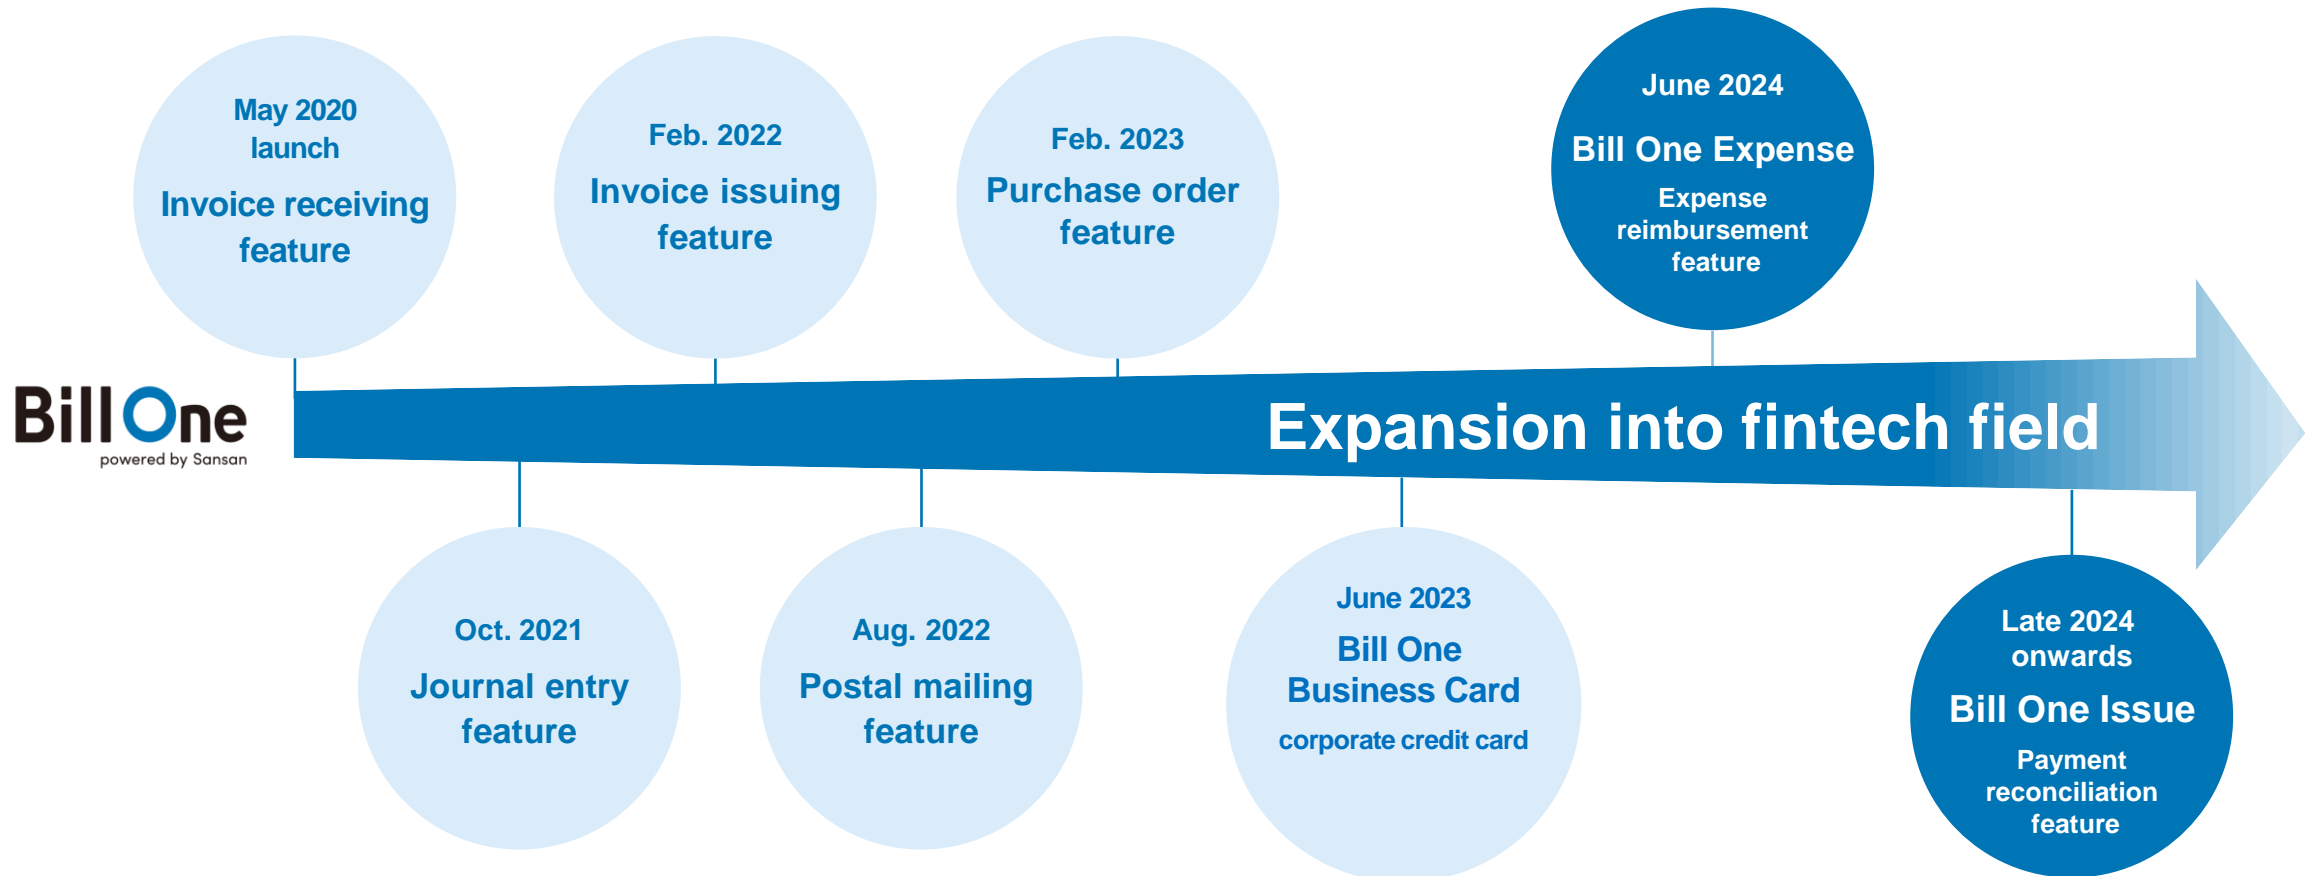 May 2020
launch
Invoice receiving
feature
Feb. 2022
Invoice issuing
feature
Feb. 2023
Purchase order
feature
June 2024
Bill One Expense
Expense
reimbursement
feature
Bill One
powered by Sansan
Expansion into fintech field
Oct. 2021
Journal entry
feature
Aug. 2022
Postal mailing
feature
June 2023
Bill One
Business Card
corporate credit card
Late 2024
onwards
Bill One Issue
Payment
reconciliation
feature